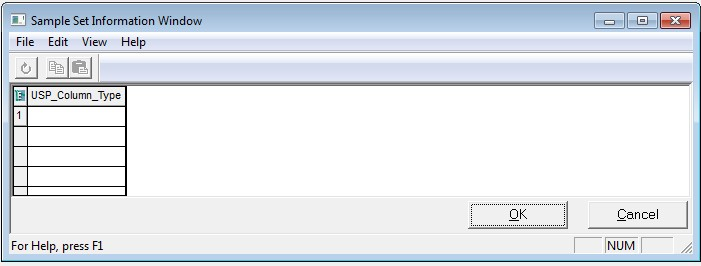 Sample Set Information Window
File Edit View Help
USP_Column_Type
1
OK Cancel
For Help, press F1 NUM